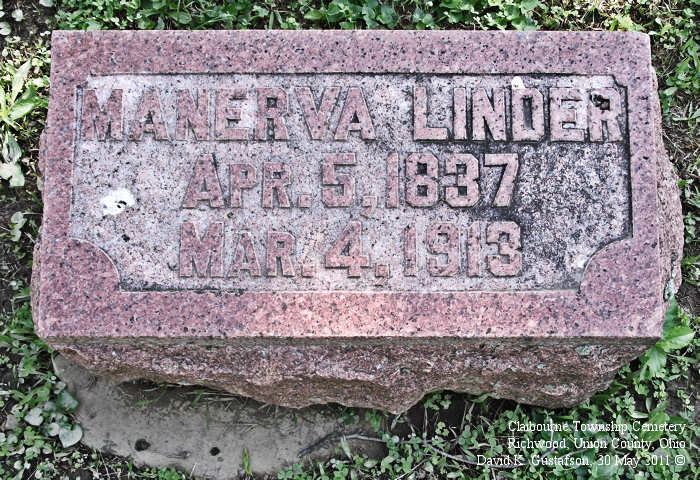 MANERVA LINDER
APR. 5, 1837
MAR. 4, 1913
Claibourne Township Cemetery
Richwood, Union County, Ohio
David K. Gustafson, 30 May 2011 ©